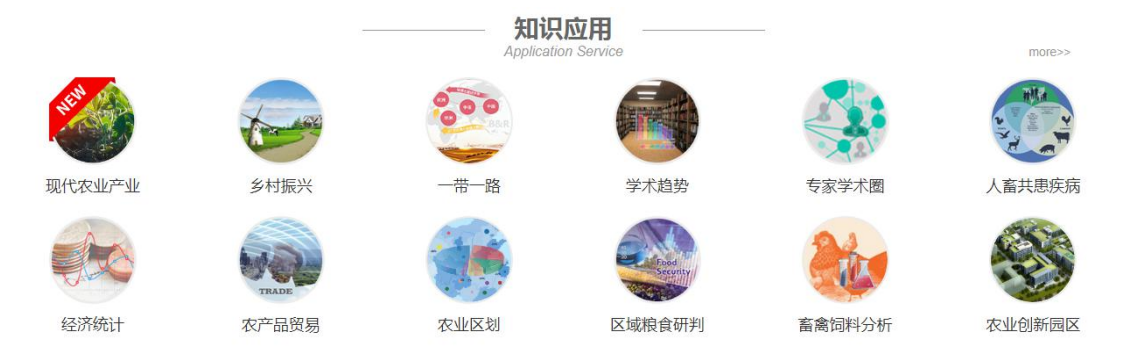 知识应用
Application Service
more>>
NEW
现代农业产业
乡村振兴
B&R
一带一路
学术趋势
专家学术圈
人畜共患疾病
TRADE
Food
Security
经济统计
农产品贸易
农业区划
区域粮食研判
畜禽饲料分析
农业创新园区